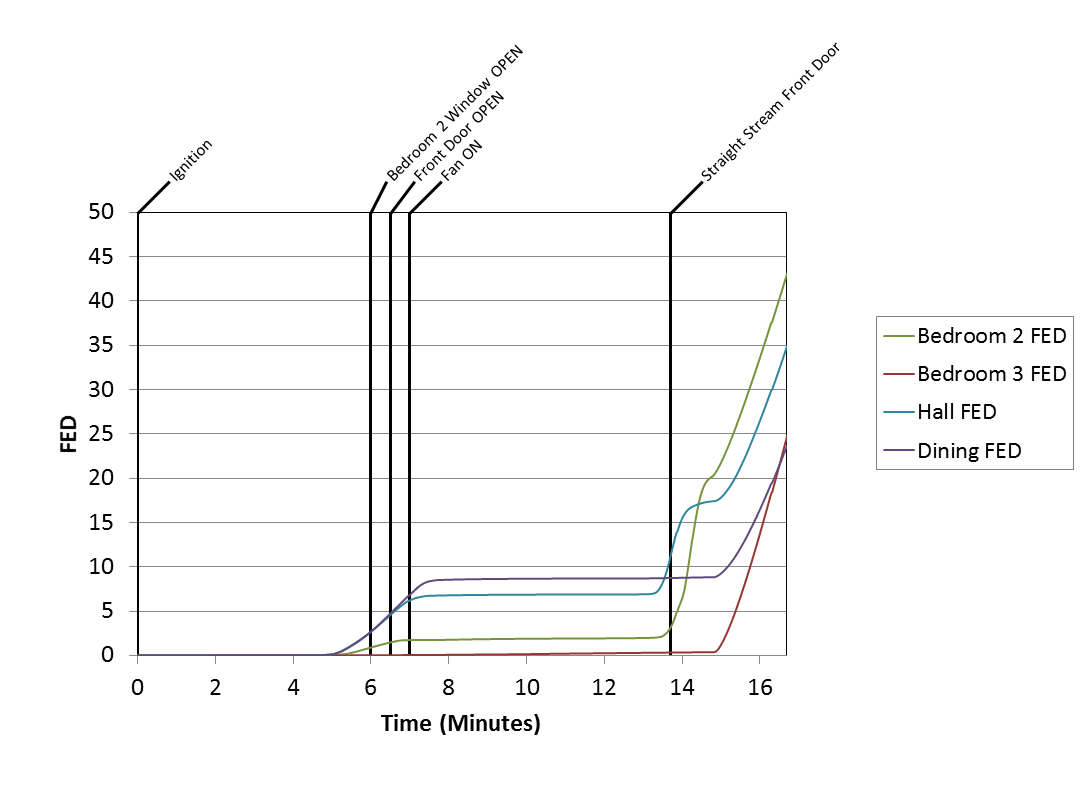 Ignition
Bedroom 2 Window OPEN
Front Door OPEN
Fan ON
Straight Stream Front Door
50
45
40
35
30
25
20
15
10
5
0
FED
0 2 4 6 8 10 12 14 16
Time (Minutes)
Bedroom 2 FED
Bedroom 3 FED
Hall FED
Dining FED